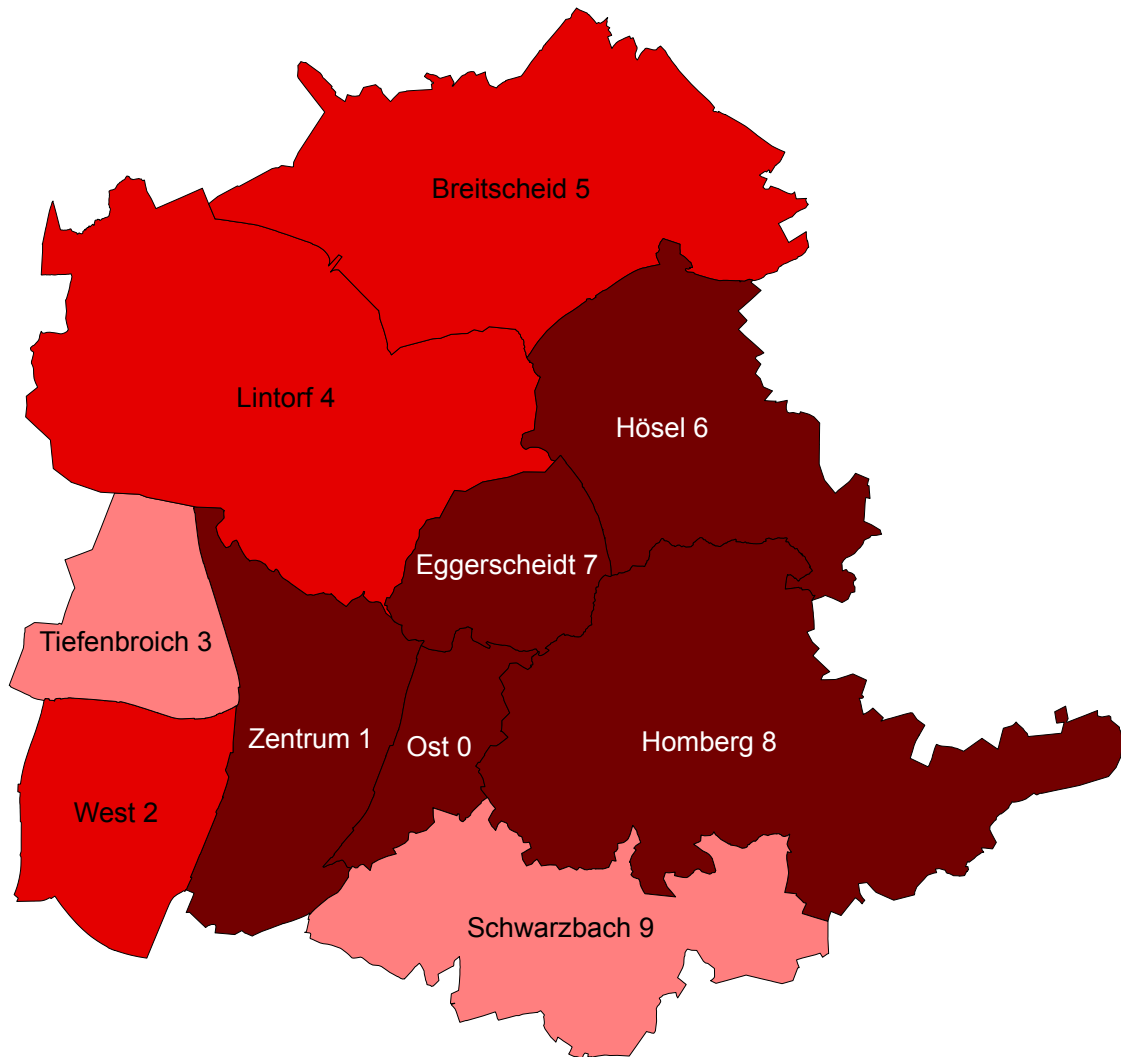 Breitscheid 5
Lintorf 4
Hösel 6
Eggerscheidt 7
Tiefenbroich 3
Zentrum 1
Ost 0
Homberg 8
West 2
Schwarzbach 9